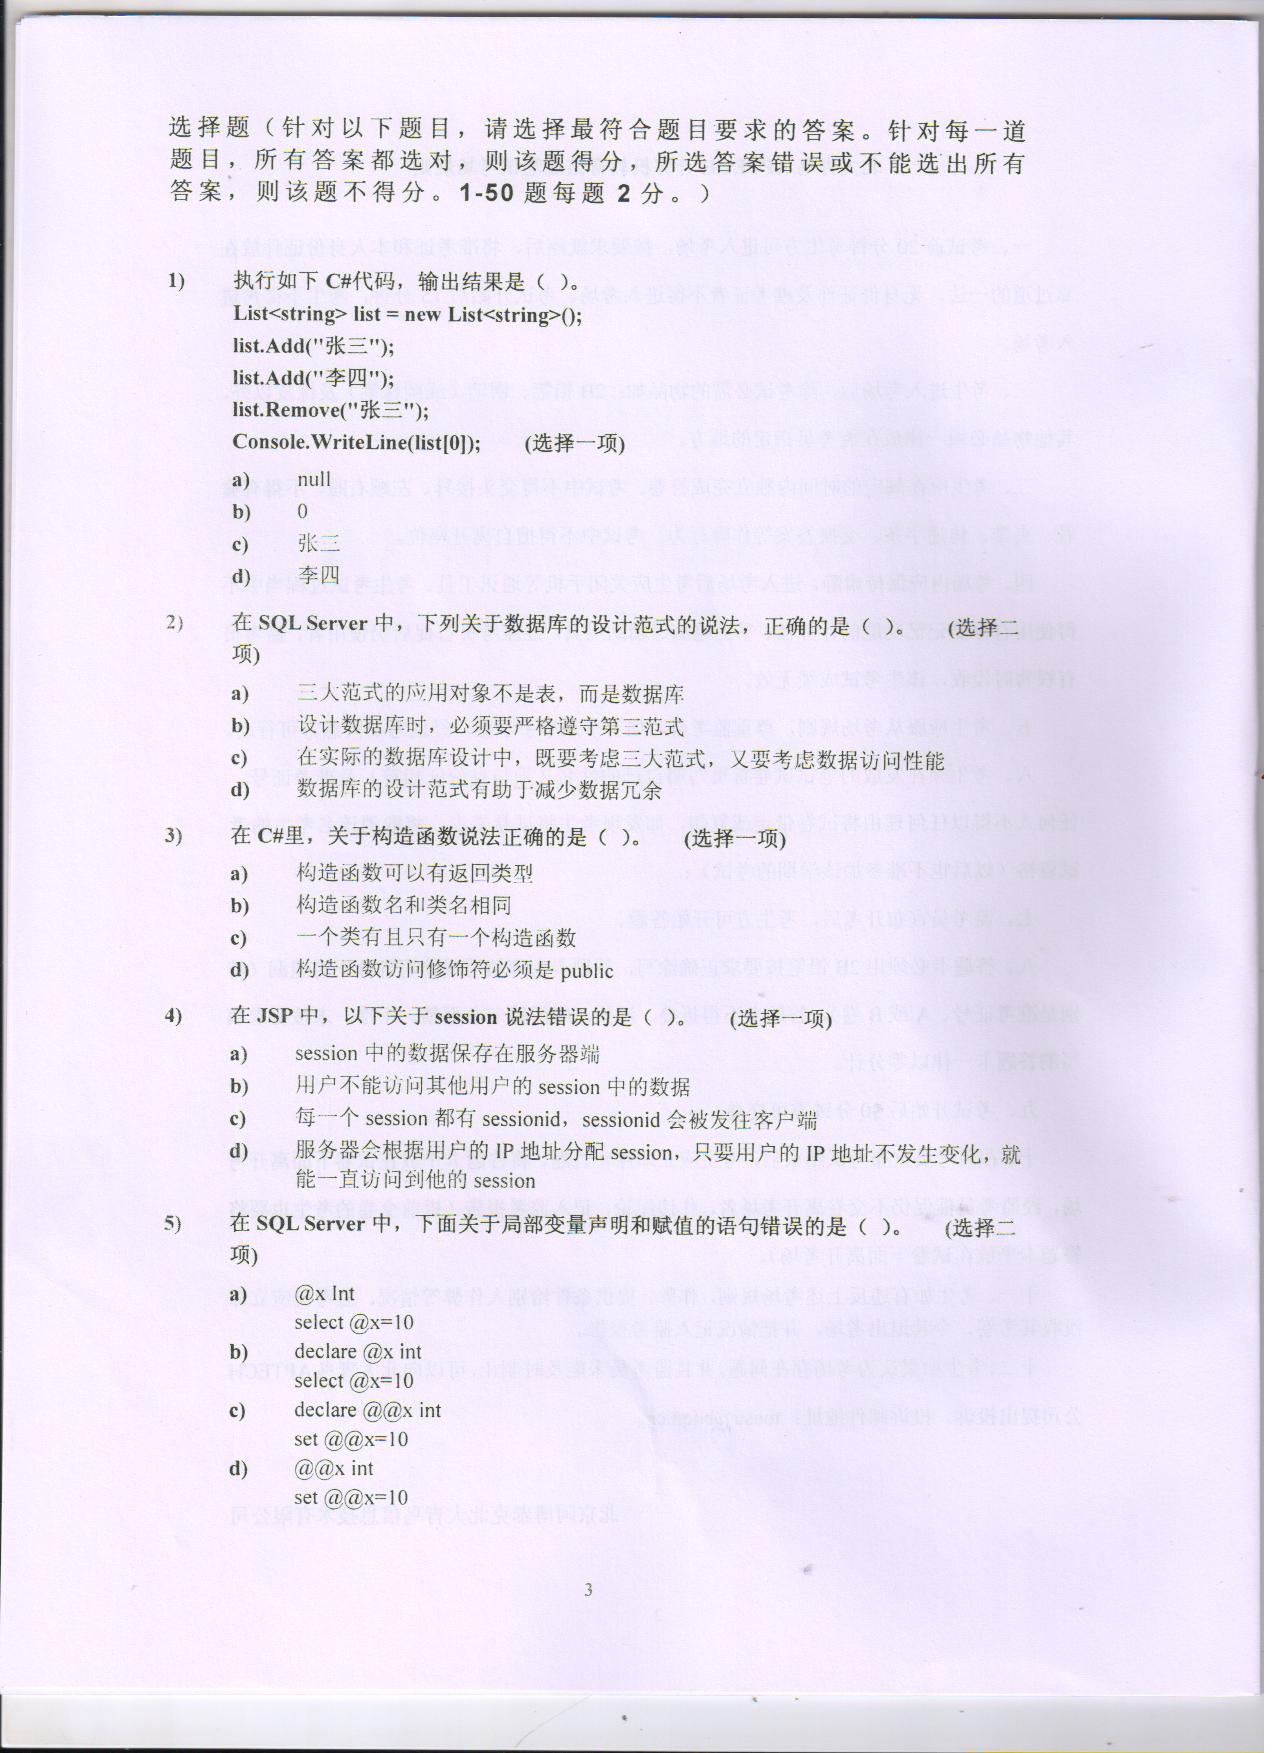 选择题（针对以下题目，请选择最符合题目要求的答案。针对每一道
题目，所有答案都选对，则该题得分，所选答案错误或不能选出所有
答案，则该题不得分。1-50 题每题 2 分。）
1) 执行如下 C#代码，输出结果是（ ）。
List<string> list = new List<string>();
list.Add("张三");
list.Add("李四");
list.Remove("张三");
Console.WriteLine(list[0]); (选择一项)
a) null
b) 0
c) 张三
d) 李四
2) 在 SQL Server 中，下列关于数据库的设计范式的说法，正确的是（ ）。 (选择二
项)
a) 三大范式的应用对象不是表，而是数据库
b) 设计数据库时，必须要严格遵守第三范式
c) 在实际的数据库设计中，既要考虑三大范式，又要考虑数据访问性能
d) 数据库的设计范式有助于减少数据冗余
3) 在 C#里，关于构造函数说法正确的是（ ）。 (选择一项)
a) 构造函数可以有返回类型
b) 构造函数名和类名相同
c) 一个类有且只有一个构造函数
d) 构造函数访问修饰符必须是 public
4) 在 JSP 中，以下关于 session 说法错误的是（ ）。 (选择一项)
a) session 中的数据保存在服务器端
b) 用户不能访问其他用户的 session 中的数据
c) 每一个 session 都有 sessionid，sessionid 会被发往客户端
d) 服务器会根据用户的 IP 地址分配 session，只要用户的 IP 地址不发生变化，就
能一直访问到他的 session
5) 在 SQL Server 中，下面关于局部变量声明和赋值的语句错误的是（ ）。 (选择二
项)
a) @x Int
select @x=10
b) declare @x int
select @x=10
c) declare @@x int
set @@x=10
d) @@x int
set @@x=10
3